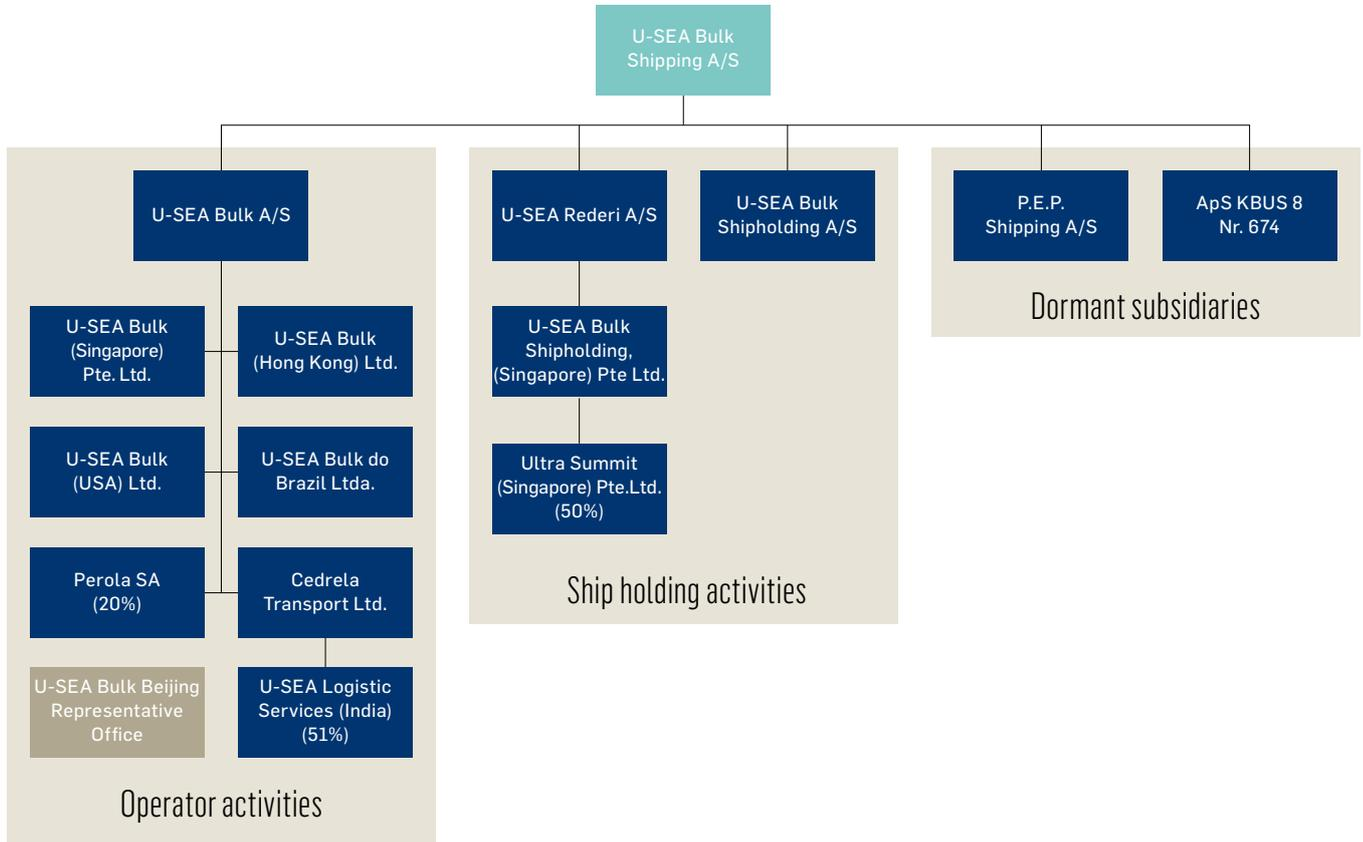 U-SEA Bulk
Shipping A/S
U-SEA Bulk A/S
U-SEA Bulk
(Singapore)
Pte. Ltd.
U-SEA Bulk
(Hong Kong) Ltd.
U-SEA Bulk
(USA) Ltd.
U-SEA Bulk do
Brazil Ltda.
Perola SA
(20%)
Cedrela
Transport Ltd.
U-SEA Bulk Beijing
Representative
Office
U-SEA Logistic
Services (India)
(51%)
Operator activities
U-SEA Rederi A/S
U-SEA Bulk
Shipholding A/S
U-SEA Bulk
Shipholding,
(Singapore) Pte Ltd.
Ultra Summit
(Singapore) Pte.Ltd.
(50%)
Ship holding activities
P.E.P.
Shipping A/S
ApS KBUS 8
Nr. 674
Dormant subsidiaries